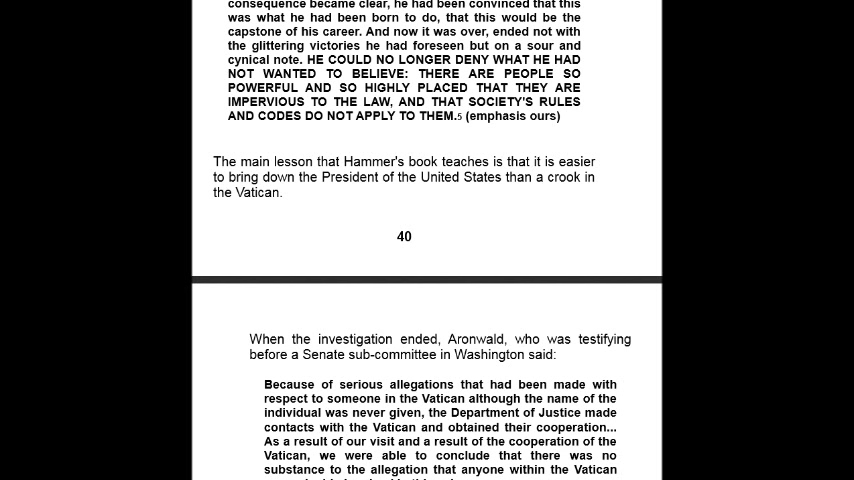 consequence became clear, he had been convinced that this
was what he had been born to do, that this would be the
capstone of his career. And now it was over, ended not with
the glittering victories he had foreseen but on a sour and
cynical note. HE COULD NO LONGER DENY WHAT HE HAD
NOT WANTED TO BELIEVE: THERE ARE PEOPLE SO
POWERFUL AND SO HIGHLY PLACED THAT THEY ARE
IMPERVIOUS TO THE LAW, AND THAT SOCIETY'S RULES
AND CODES DO NOT APPLY TO THEM.5 (emphasis ours)
The main lesson that Hammer's book teaches is that it is easier
to bring down the President of the United States than a crook in
the Vatican.
40
When the investigation ended, Aronwald, who was testifying
before a Senate sub-committee in Washington said:
Because of serious allegations that had been made with
respect to someone in the Vatican although the name of the
individual was never given, the Department of Justice made
contacts with the Vatican and obtained their cooperation...
As a result of our visit and a result of the cooperation of the
Vatican, we were able to conclude that there was no
substance to the allegation that anyone within the Vatican